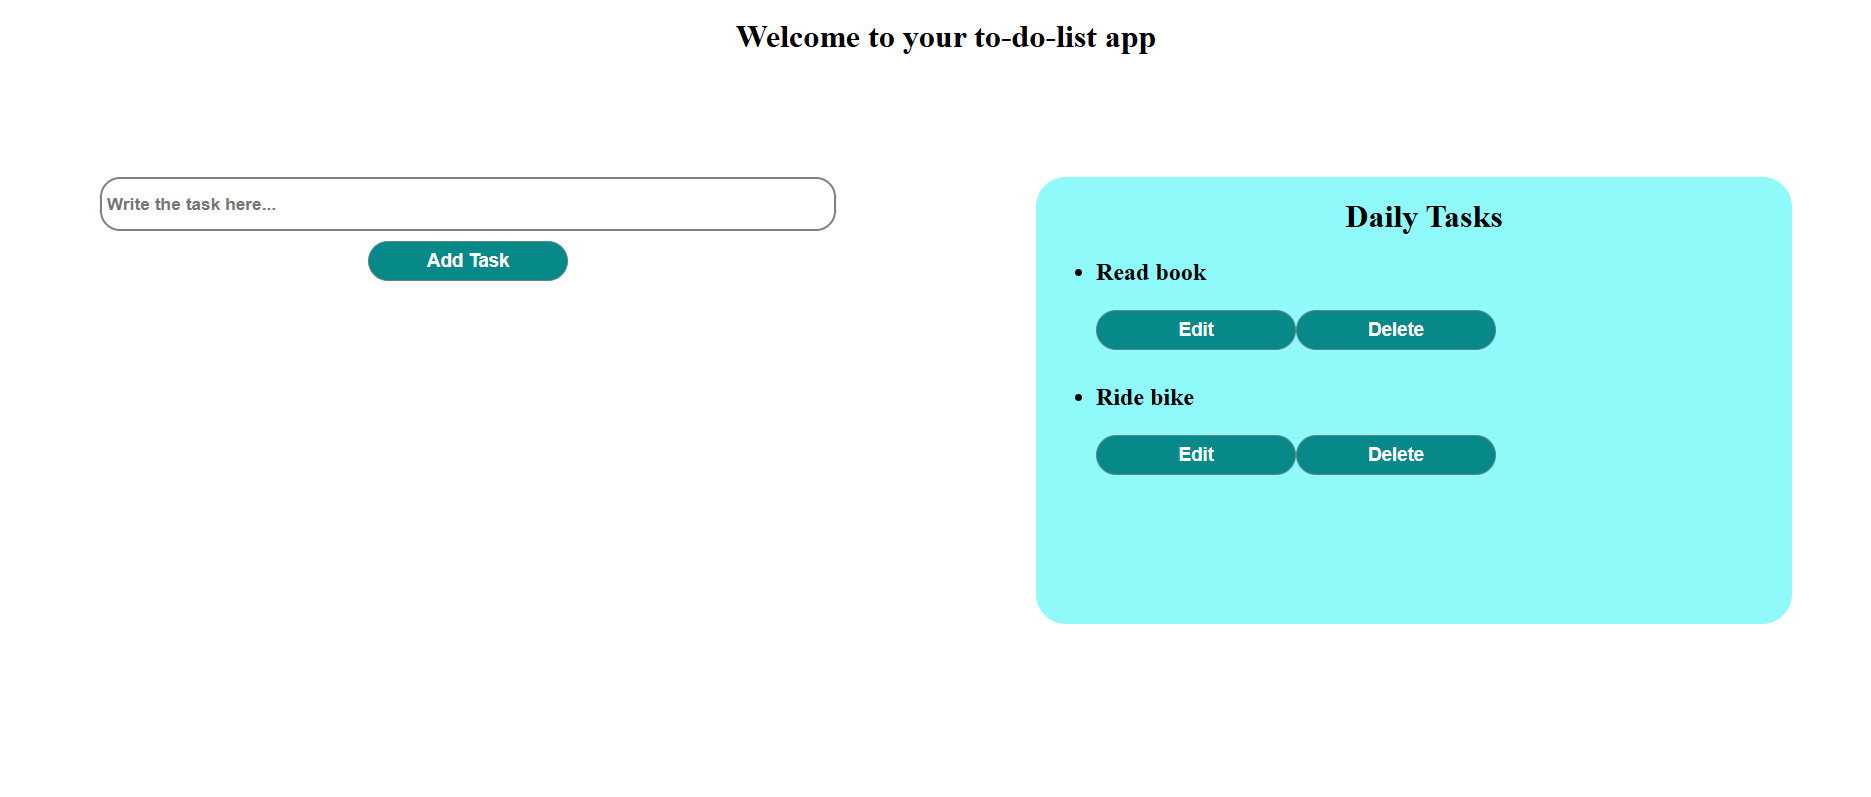 Welcome to your to-do-list app
Write the task here...
Add Task
Daily Tasks
Read book
Edit Delete
Ride bike
Edit Delete